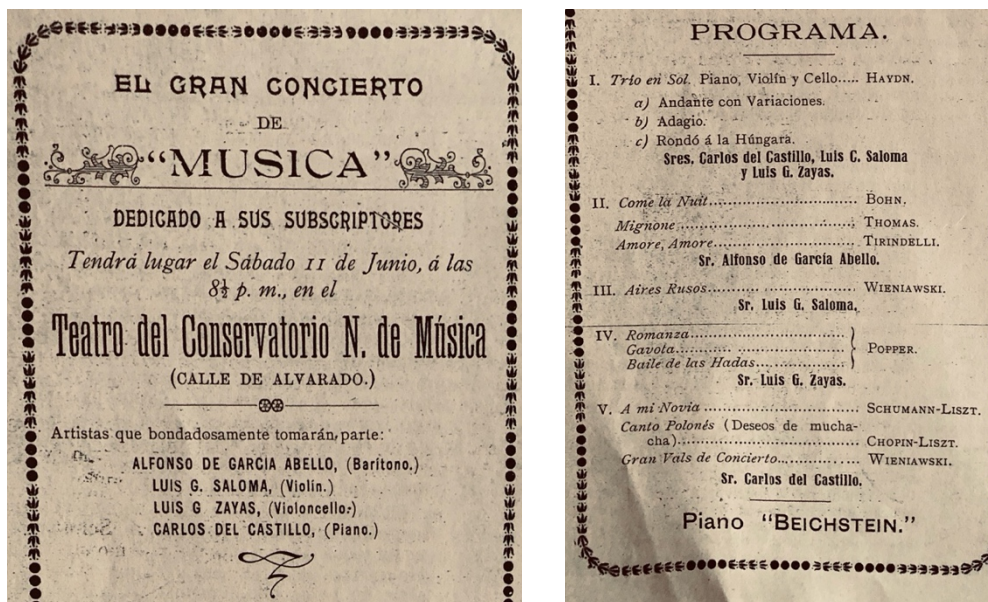 EL GRAN CONCIERTO
DE
"MUSICA"
DEDICADO A SUS SUBSCRIPTORES
Tendrá lugar el Sábado 11 de Junio, á las
8½ p. m., en el
Teatro del Conservatorio N. de Música
(CALLE DE ALVARADO.)
Artistas que bondadosamente tomarán parte:
ALFONSO DE GARCIA ABELLO, (Barítono.)
LUIS G. SALOMA, (Violín.)
LUIS G ZAYAS, (Violoncello.)
CARLOS DEL CASTILLO, (Piano.)
PROGRAMA.
I. Trío en Sol. Piano, Violín y Cello..... HAYDN.
a) Andante con Variaciones.
b) Adagio.
c) Rondó á la Húngara.
Sres. Carlos del Castillo, Luis C. Saloma
y Luis G. Zayas.
II. Come la Nuit.............................. BOHN.
Mignone.................................. THOMAS.
Amore, Amore........................... TIRINDELLI.
Sr. Alfonso de García Abello.
III. Aires Rusos.............................. WIENIAWSKI.
Sr. Luis G. Saloma.
IV. Romanza..............................
Gavota..............................
Baile de las Hadas.................. } POPPER.
Sr. Luis G. Zayas.
V. A mi Novia .............................. SCHUMANN-LISZT.
Canto Polonés (Deseos de mucha-
cha).............................. CHOPIN-LISZT.
Gran Vals de Concierto.............. WIENIAWSKI.
Sr. Carlos del Castillo.
Piano "BEICHSTEIN."